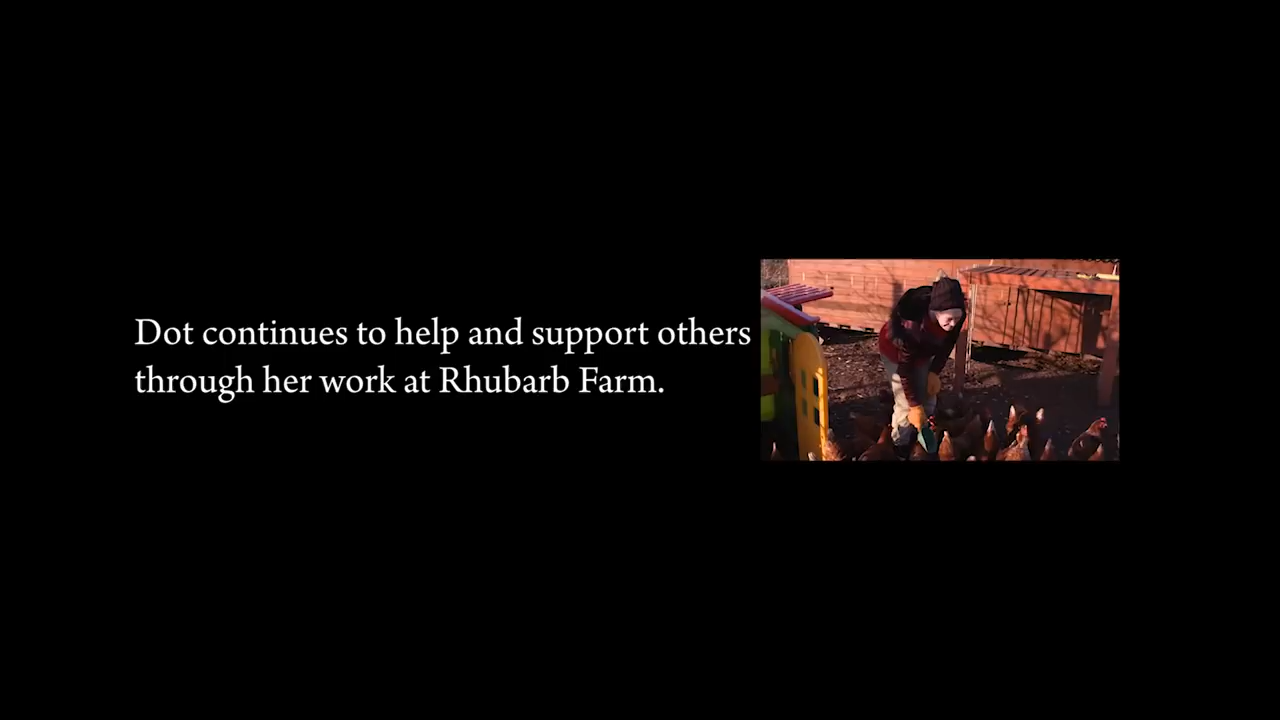 Dot continues to help and support others
through her work at Rhubarb Farm.